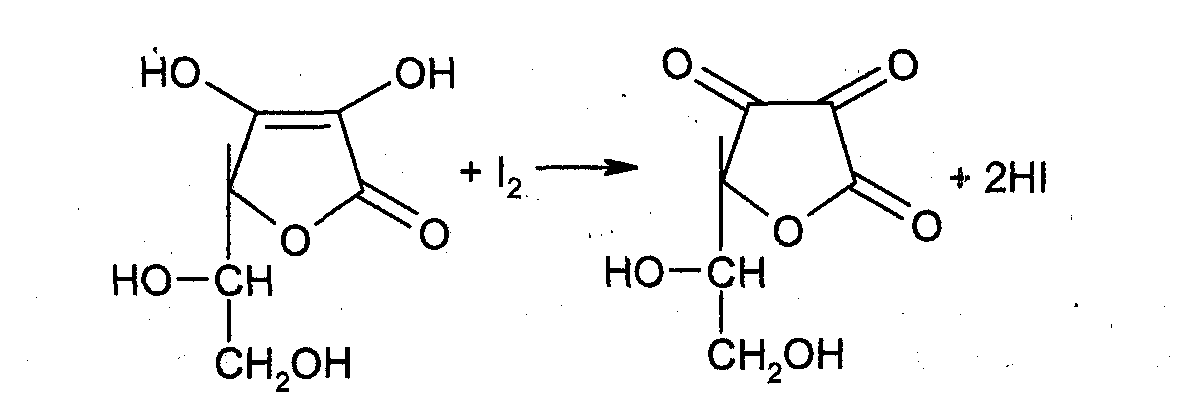 HO OH O O
+ I2 + 2HI
O O O O
HO–CH HO–CH
CH2OH CH2OH